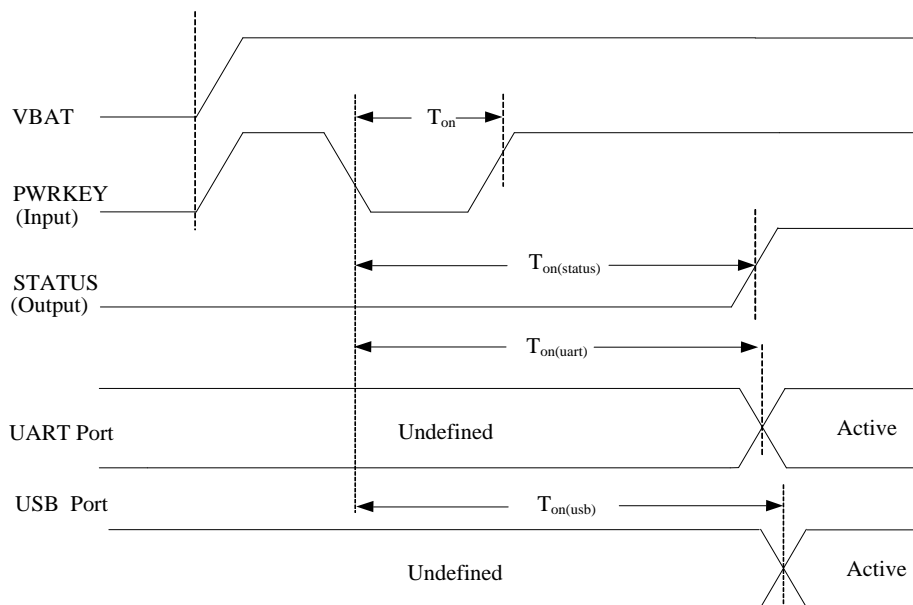 VBAT
Ton
PWRKEY
(Input)
Ton(status)
STATUS
(Output)
Ton(uart)
UART Port
Undefined
Active
USB Port
Ton(usb)
Undefined
Active